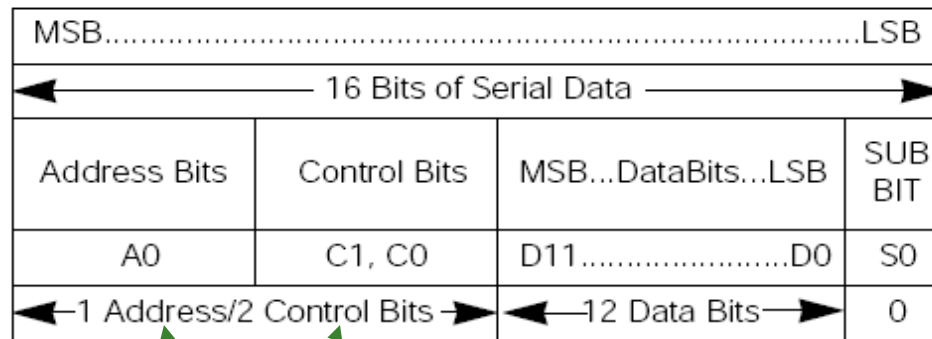 MSB.....................................................................................LSB
16 Bits of Serial Data
Address Bits Control Bits MSB...DataBits...LSB SUB
BIT
A0 C1, C0 D11.......................D0 S0
1 Address/2 Control Bits 12 Data Bits 0